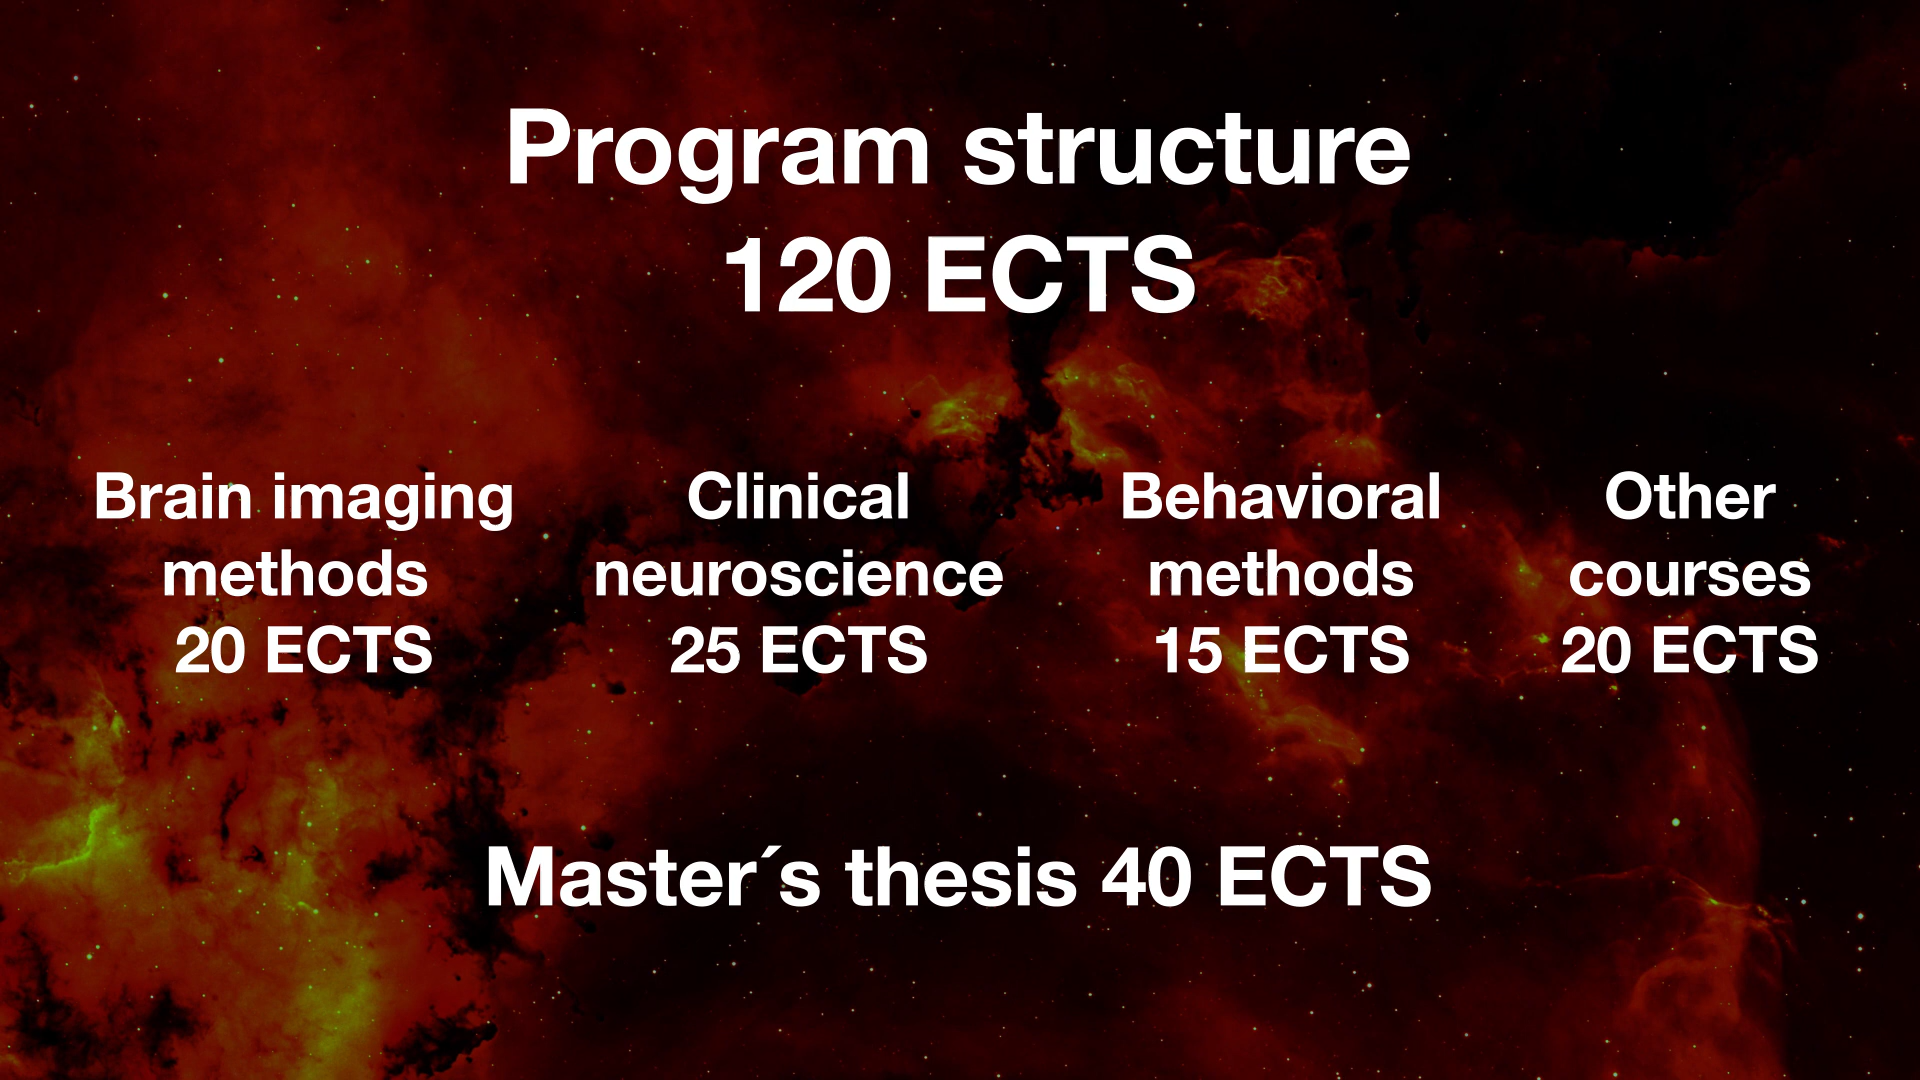 Program structure
120 ECTS
Brain imaging
methods
20 ECTS
Clinical
neuroscience
25 ECTS
Behavioral
methods
15 ECTS
Other
courses
20 ECTS
Master´s thesis 40 ECTS